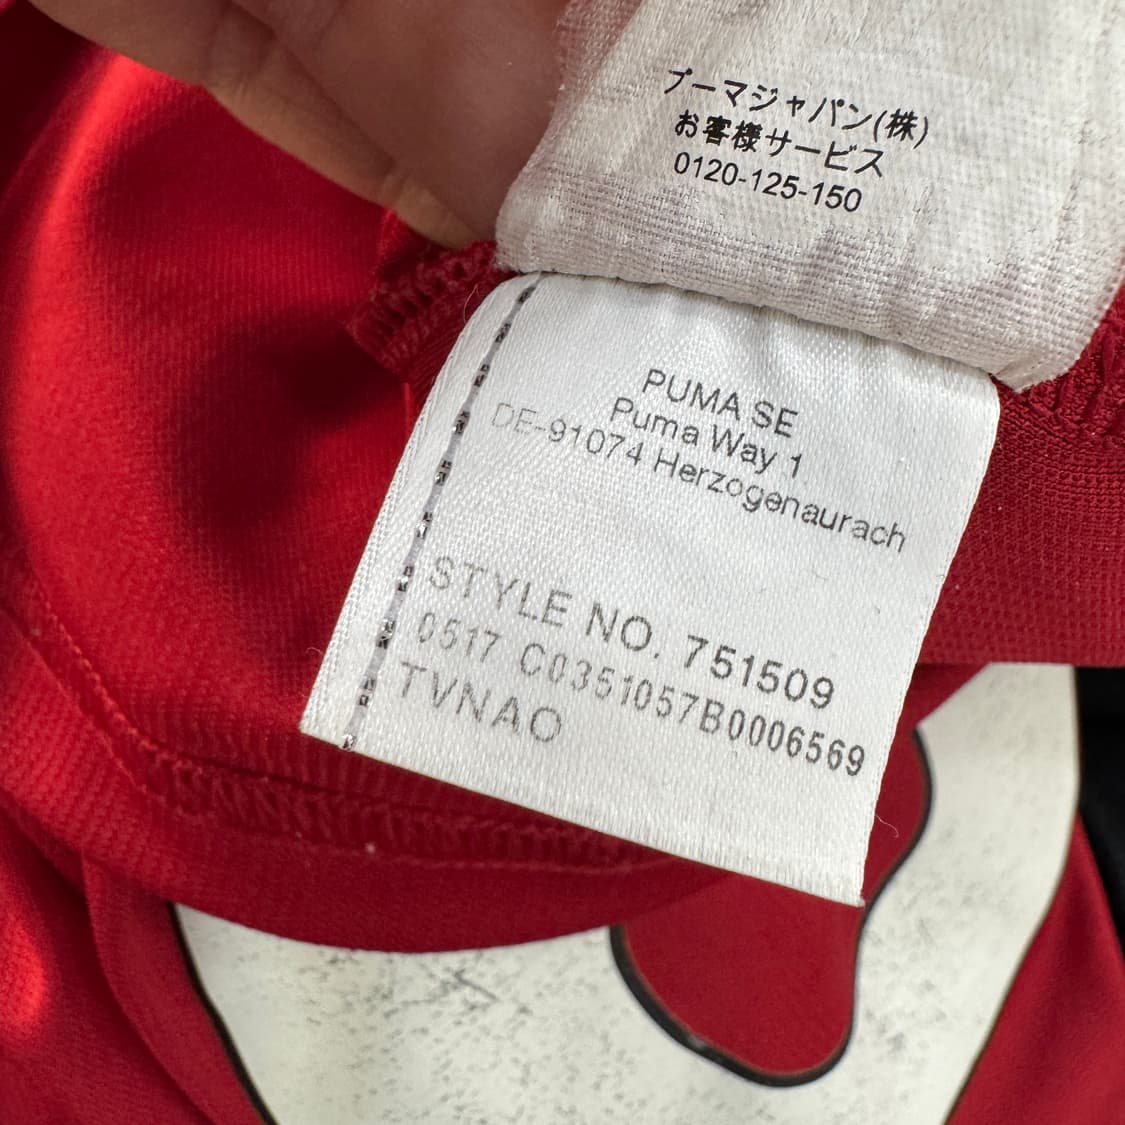 プーマジャパン(株)
お客様サービス
0120-125-150
PUMA SE
Puma Way 1
DE-91074 Herzogenaurach
STYLE NO. 751509
0517 C0351057B0006569
TVNAO